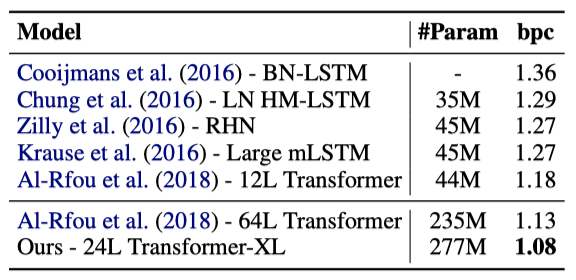 Model #Param bpc
Cooijmans et al. (2016) - BN-LSTM - 1.36
Chung et al. (2016) - LN HM-LSTM 35M 1.29
Zilly et al. (2016) - RHN 45M 1.27
Krause et al. (2016) - Large mLSTM 45M 1.27
Al-Rfou et al. (2018) - 12L Transformer 44M 1.18
Al-Rfou et al. (2018) - 64L Transformer 235M 1.13
Ours - 24L Transformer-XL 277M 1.08